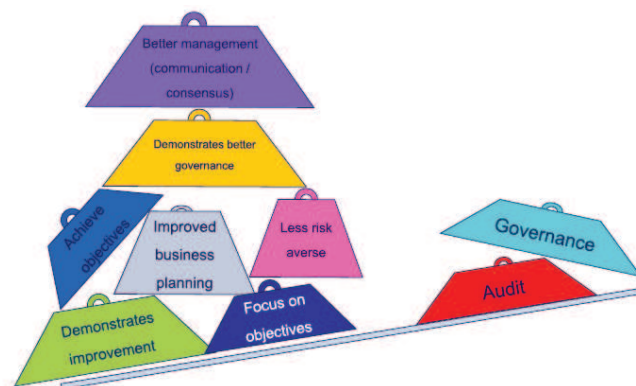 Better management
(communication /
consensus)
Demonstrates better
governance
Achieve
objectives
Improved
business
planning
Less risk
averse
Governance
Audit
Focus on
objectives
Demonstrates
improvement